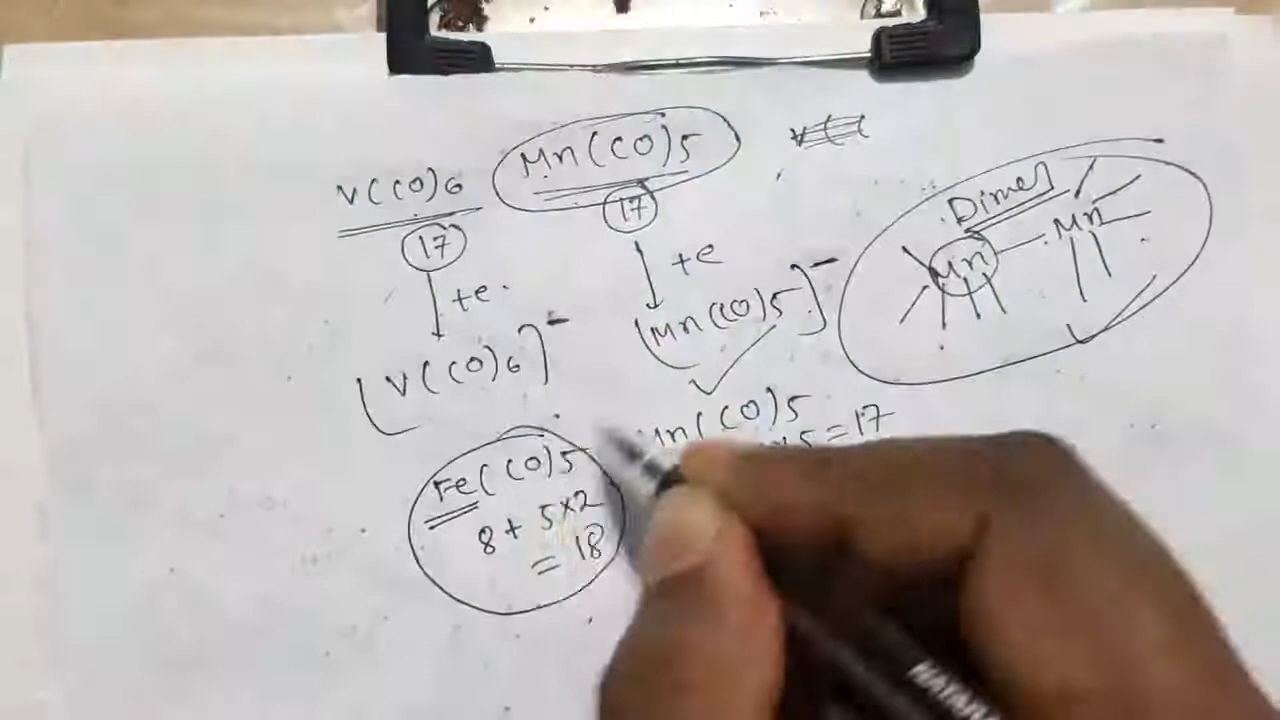 V(CO)6
17
+e
[V(CO)6]⁻
Mn(CO)5
17
+e
[Mn(CO)5]⁻
Dimer
Mn — Mn
Fe(CO)5
8 + 5×2
= 18
Mn(CO)5
×5 = 17